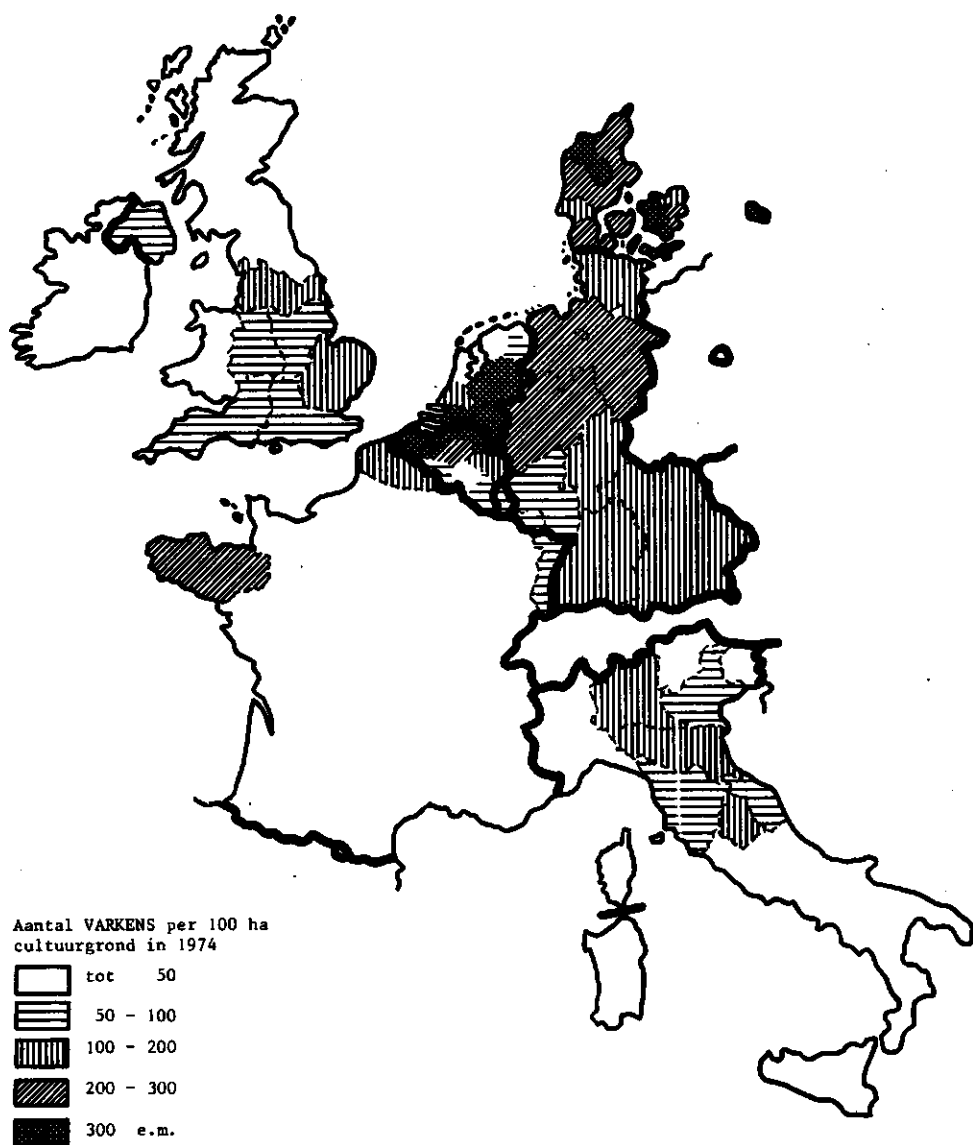 Aantal VARKENS per 100 ha
cultuurgrond in 1974
tot 50
50 - 100
100 - 200
200 - 300
300 e.m.